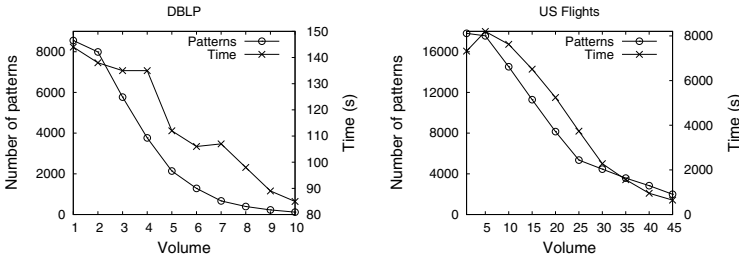 DBLP
Patterns
Time
8000
6000
4000
2000
0
150
140
130
120
110
100
90
80
1 2 3 4 5 6 7 8 9 10
Number of patterns
Time (s)
Volume
US Flights
Patterns
Time
16000
12000
8000
4000
0
8000
6000
4000
2000
0
5 10 15 20 25 30 35 40 45
Number of patterns
Time (s)
Volume